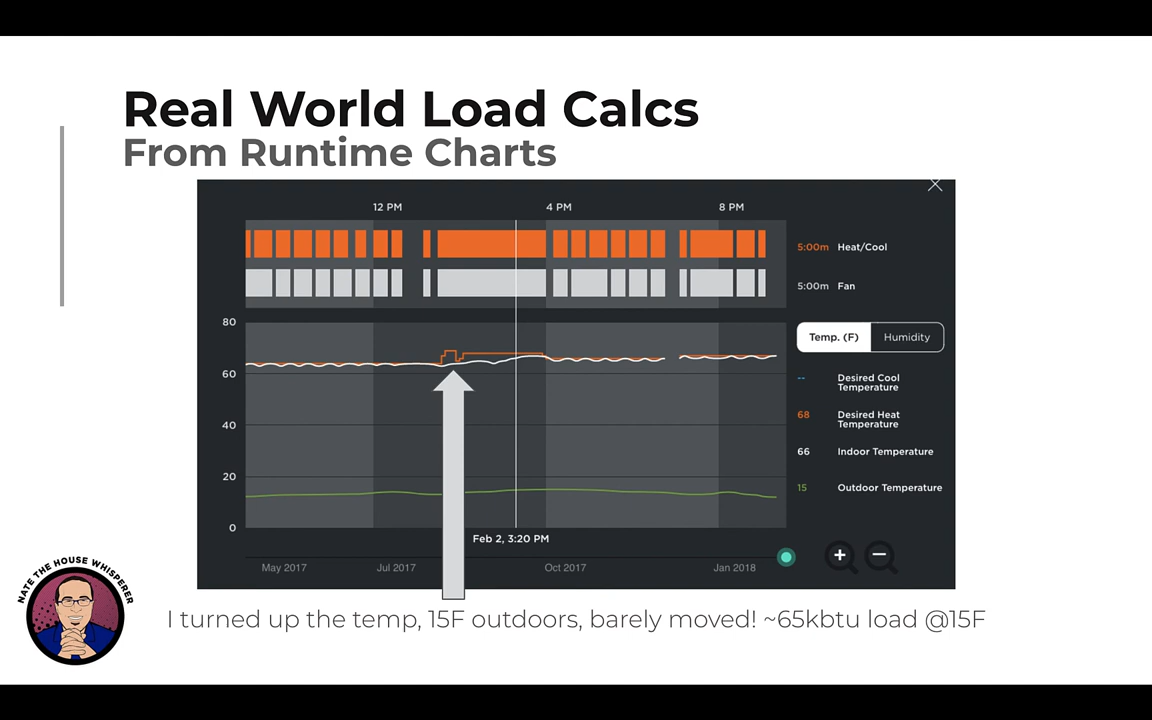 Real World Load Calcs
From Runtime Charts
12 PM 4 PM 8 PM
5:00m Heat/Cool
5:00m Fan
80
60
40
20
0
Temp. (F) Humidity
-- Desired Cool
Temperature
68 Desired Heat
Temperature
66 Indoor Temperature
15 Outdoor Temperature
Feb 2, 3:20 PM
May 2017 Jul 2017 Oct 2017 Jan 2018
NATE THE HOUSE WHISPERER
I turned up the temp, 15F outdoors, barely moved! ~65kbtu load @15F